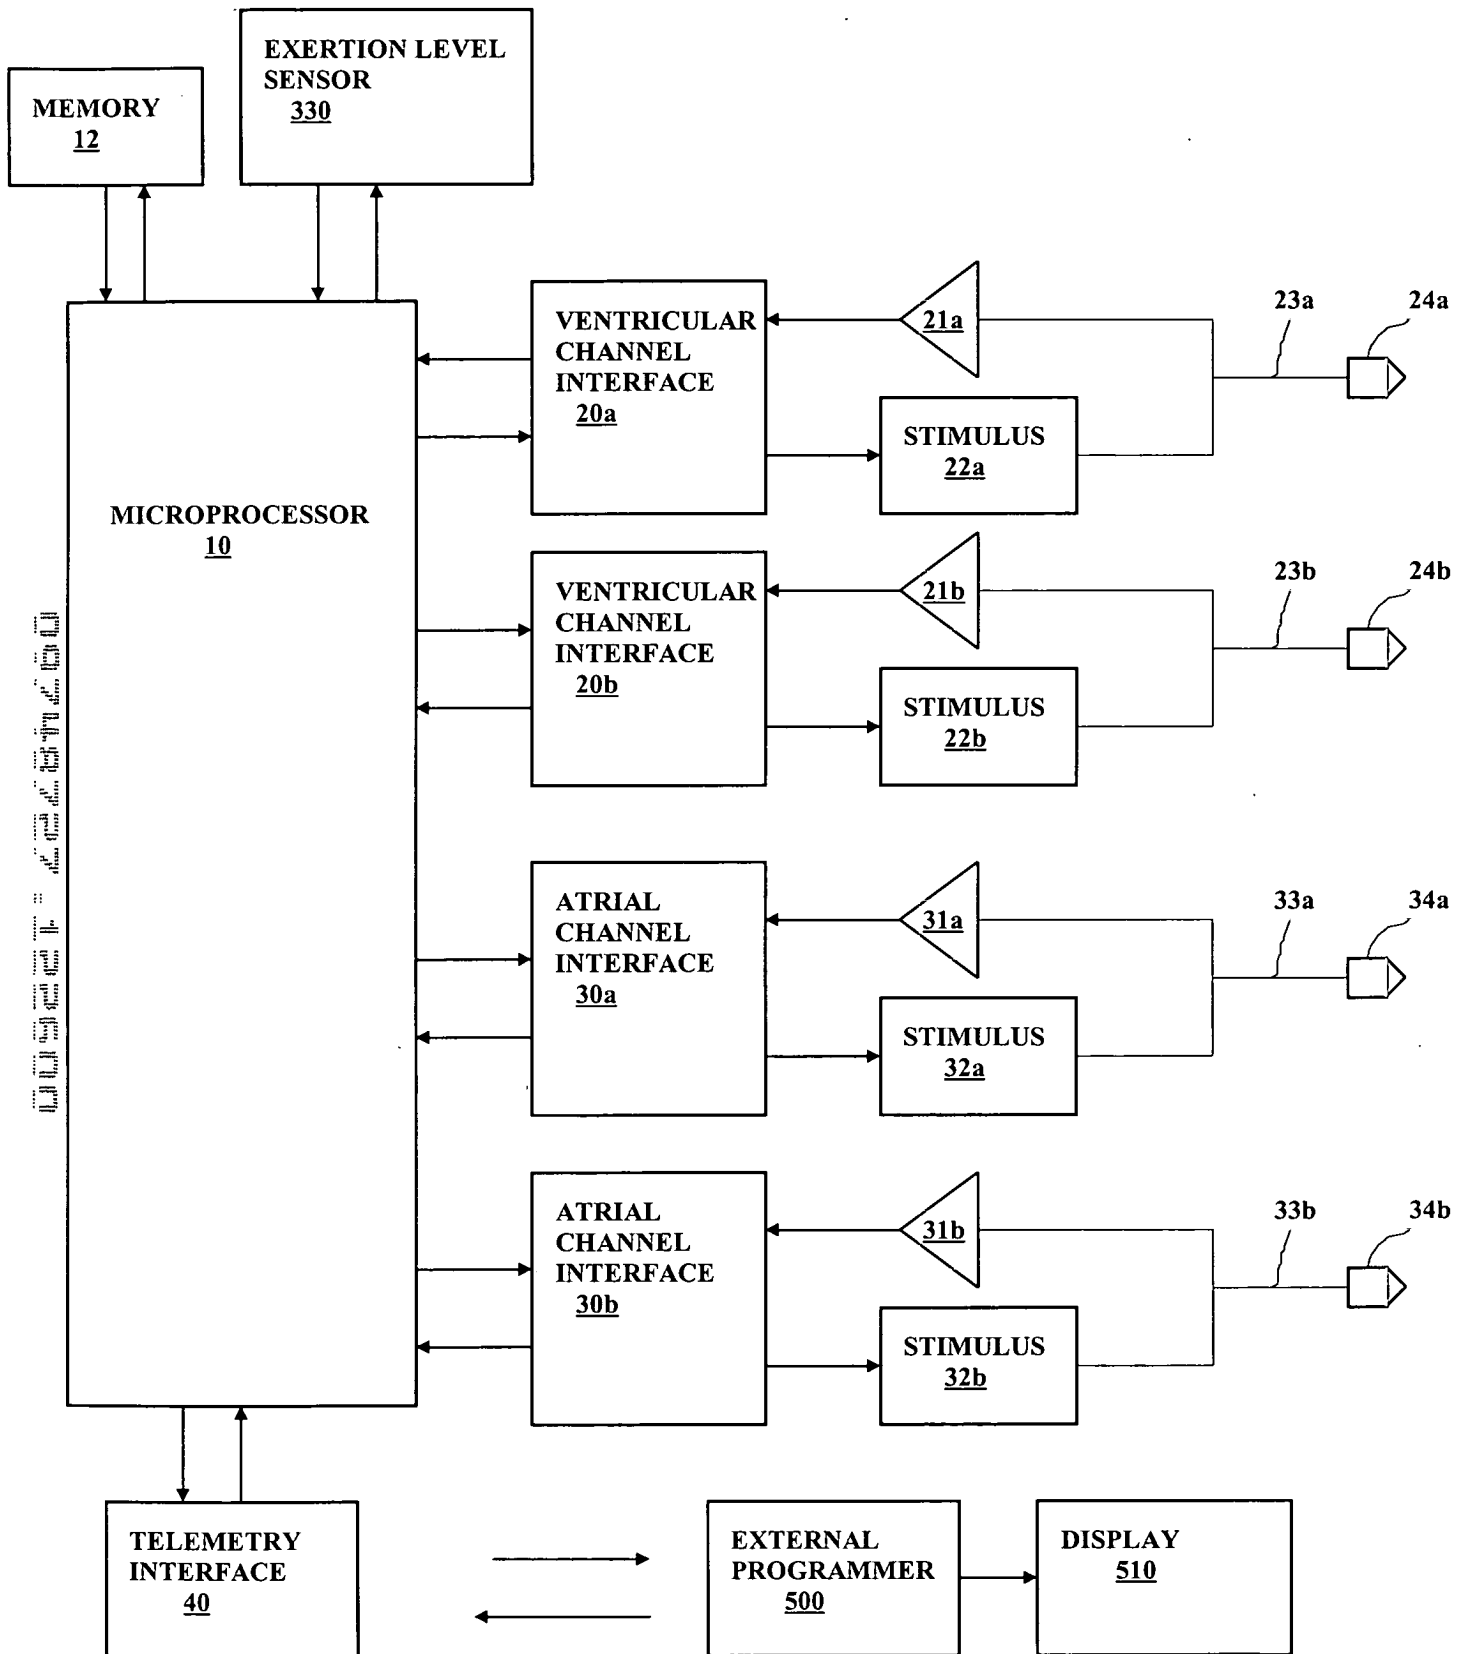 EXERTION LEVEL
SENSOR
330
MEMORY
12
VENTRICULAR
CHANNEL
INTERFACE
20a
21a
23a
24a
STIMULUS
22a
MICROPROCESSOR
10
VENTRICULAR
CHANNEL
INTERFACE
20b
21b
23b
24b
STIMULUS
22b
ATRIAL
CHANNEL
INTERFACE
30a
31a
33a
34a
STIMULUS
32a
ATRIAL
CHANNEL
INTERFACE
30b
31b
33b
34b
STIMULUS
32b
TELEMETRY
INTERFACE
40
EXTERNAL
PROGRAMMER
500
DISPLAY
510